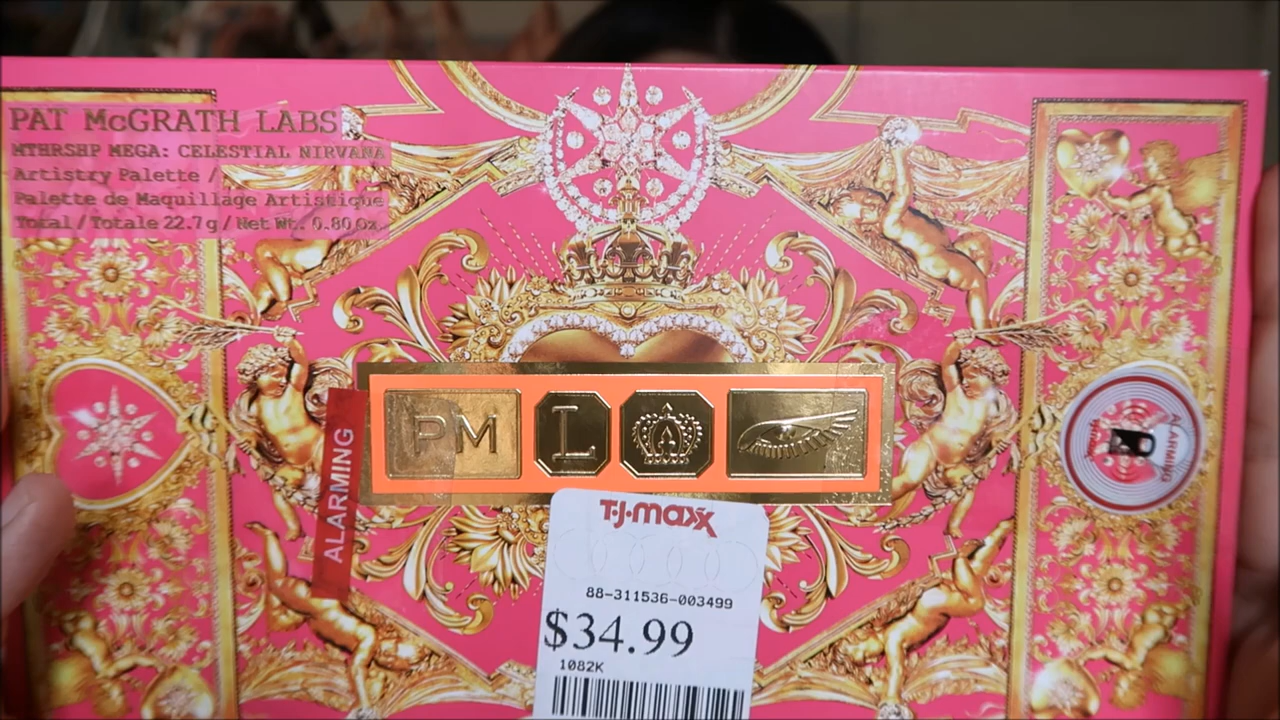 PAT McGRATH LABS
MTHRSHP MEGA: CELESTIAL NIRVANA
Artistry Palette /
Palette de Maquillage Artistique
Total / Totale 22.7 g / Net Wt. 0.80 Oz.
PM L A
ALARMING
ALARMING
T.J.maxx
88-311536-003499
$34.99
1082K